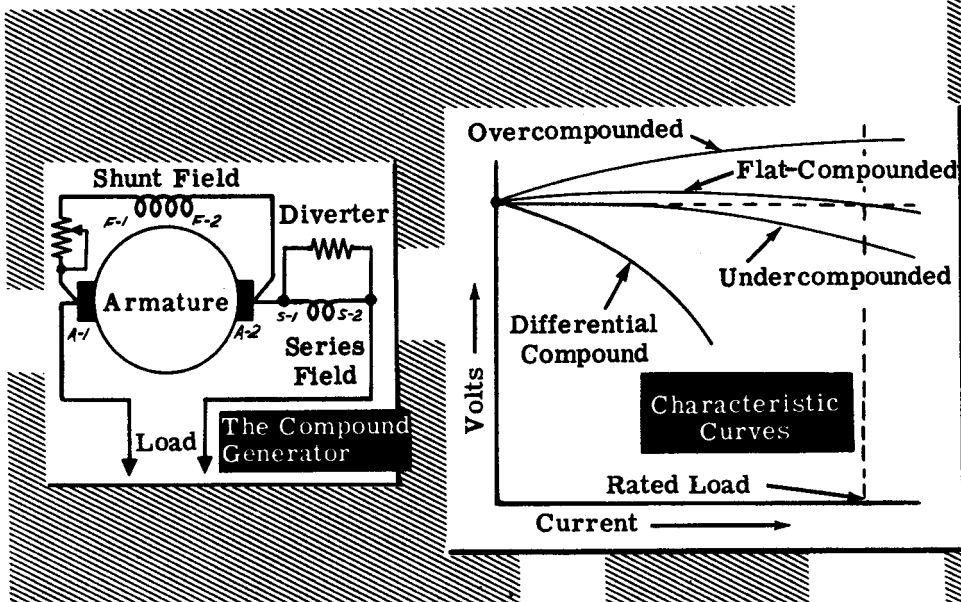 Shunt Field
F-1
F-2
Diverter
Armature
A-1
A-2
S-1
S-2
Series
Field
Load
The Compound
Generator
Overcompounded
Flat-Compounded
Undercompounded
Differential
Compound
Volts
Characteristic
Curves
Rated Load
Current